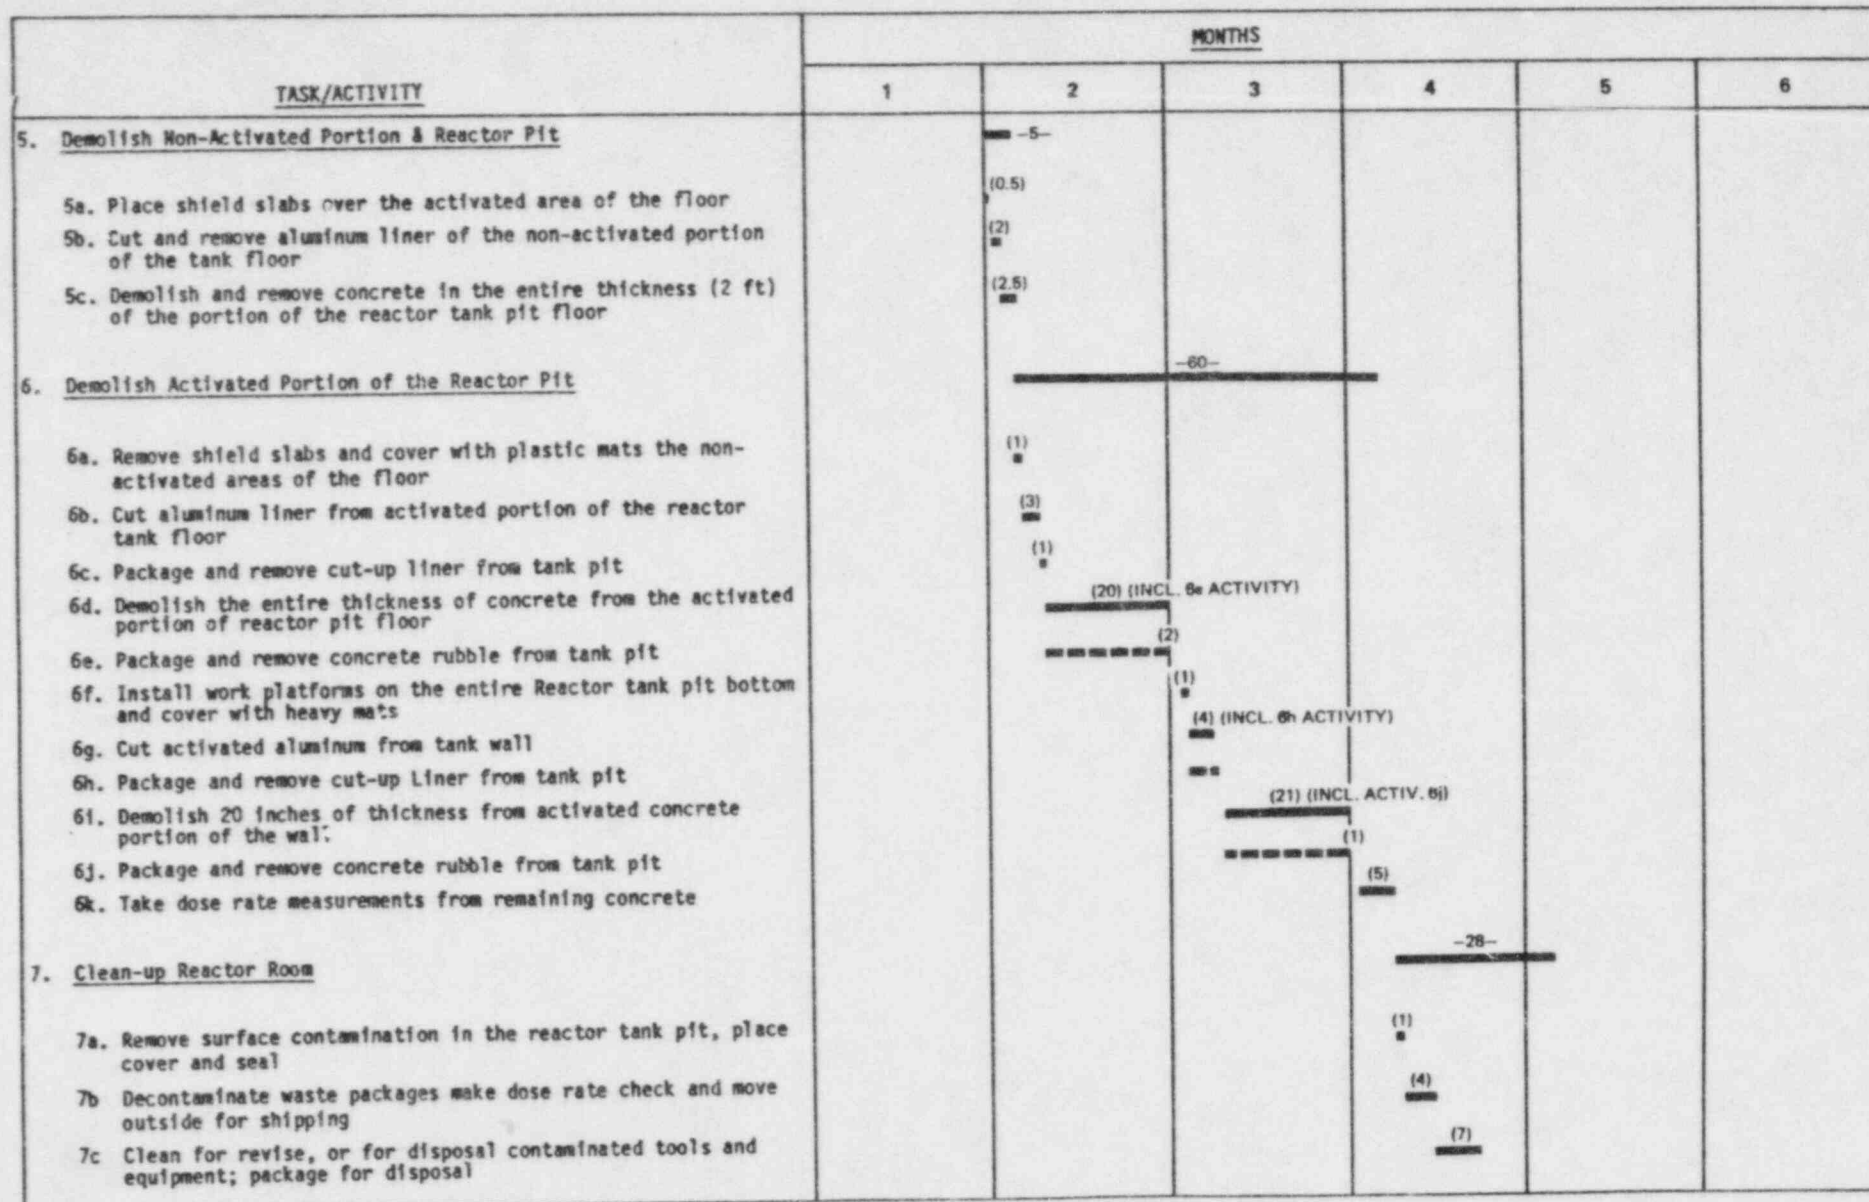 MONTHS
TASK/ACTIVITY 1 2 3 4 5 6
5. Demolish Non-Activated Portion & Reactor Pit –5–
5a. Place shield slabs over the activated area of the floor (0.5)
5b. Cut and remove aluminum liner of the non-activated portion (2)
of the tank floor
5c. Demolish and remove concrete in the entire thickness (2 ft) (2.5)
of the portion of the reactor tank pit floor
6. Demolish Activated Portion of the Reactor Pit –60–
6a. Remove shield slabs and cover with plastic mats the non- (1)
activated areas of the floor
6b. Cut aluminum liner from activated portion of the reactor (3)
tank floor
6c. Package and remove cut-up liner from tank pit (1)
6d. Demolish the entire thickness of concrete from the activated (20) (INCL. 6e ACTIVITY)
portion of reactor pit floor
6e. Package and remove concrete rubble from tank pit (2)
6f. Install work platforms on the entire Reactor tank pit bottom (1)
and cover with heavy mats
6g. Cut activated aluminum from tank wall (4) (INCL. 6h ACTIVITY)
6h. Package and remove cut-up Liner from tank pit
6i. Demolish 20 inches of thickness from activated concrete (21) (INCL. ACTIV. 6j)
portion of the wall
6j. Package and remove concrete rubble from tank pit (1)
6k. Take dose rate measurements from remaining concrete (5)
7. Clean-up Reactor Room –28–
7a. Remove surface contamination in the reactor tank pit, place (1)
cover and seal
7b Decontaminate waste packages make dose rate check and move (4)
outside for shipping
7c Clean for revise, or for disposal contaminated tools and (7)
equipment; package for disposal